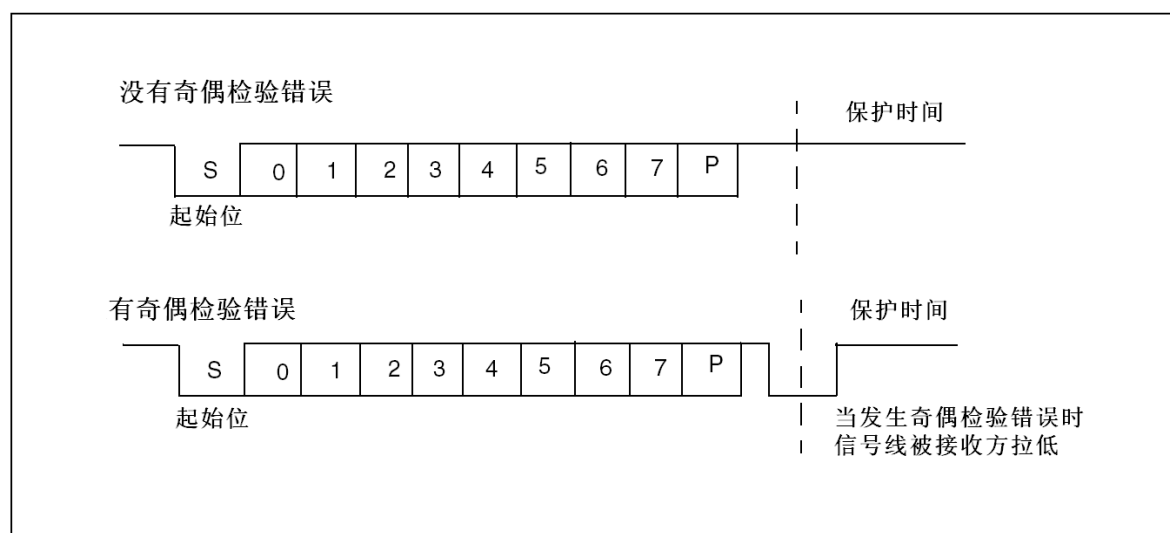 没有奇偶检验错误
保护时间
S 0 1 2 3 4 5 6 7 P
起始位
有奇偶检验错误
保护时间
S 0 1 2 3 4 5 6 7 P
起始位
当发生奇偶检验错误时
信号线被接收方拉低